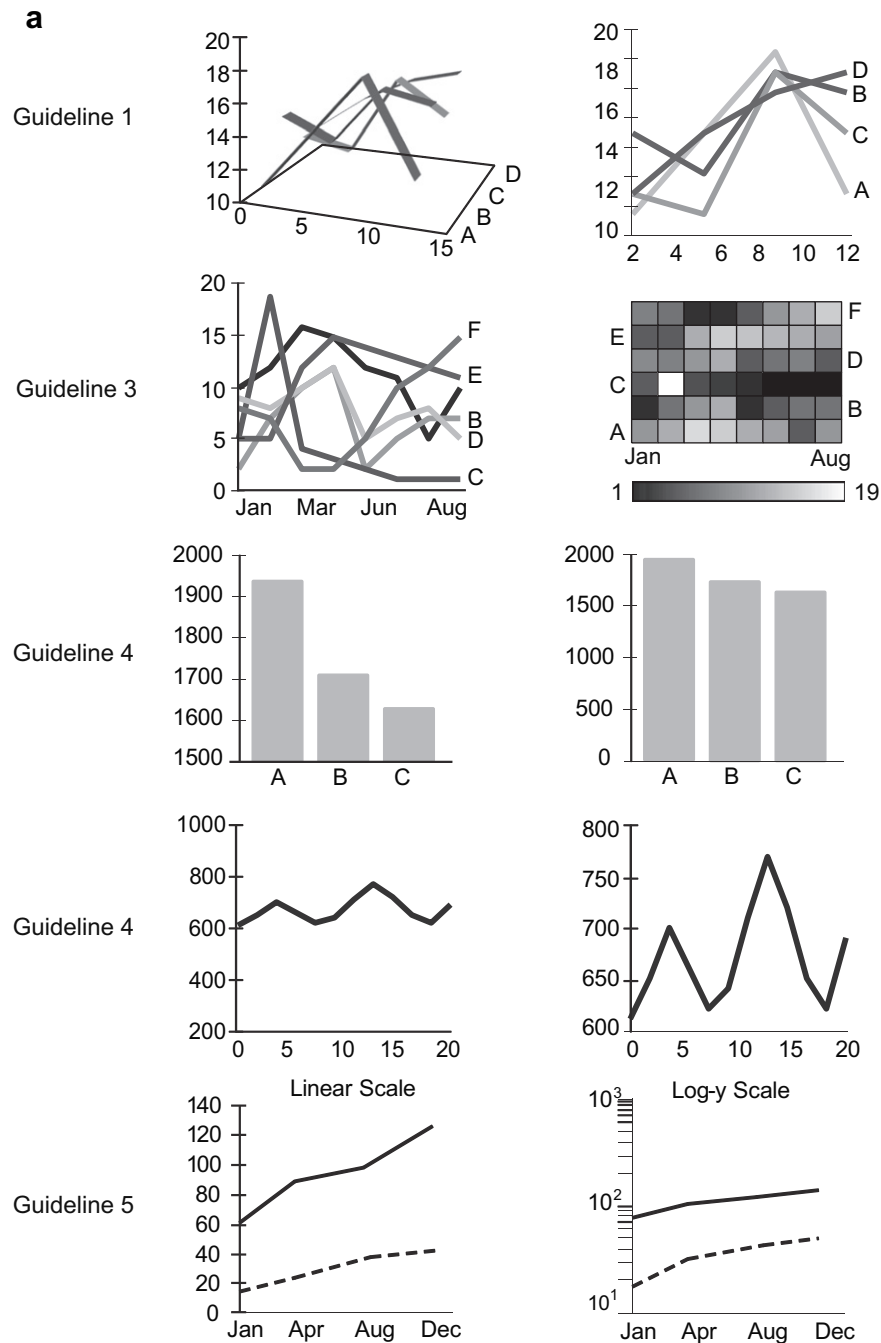 a
Guideline 1
20
18
16
14
12
10
0
5
10
15
A
B
C
D
20
18
16
14
12
10
2 4 6 8 10 12
D
B
C
A
Guideline 3
20
15
10
5
0
Jan Mar Jun Aug
F
E
B
D
C
F
E
D
C
B
A
Jan Aug
1 19
Guideline 4
2000
1900
1800
1700
1600
1500
A B C
2000
1500
1000
500
0
A B C
Guideline 4
1000
800
600
400
200
0 5 10 15 20
800
750
700
650
600
0 5 10 15 20
Guideline 5
Linear Scale
140
120
100
80
60
40
20
0
Jan Apr Aug Dec
Log-y Scale
10³
10²
10¹
Jan Apr Aug Dec